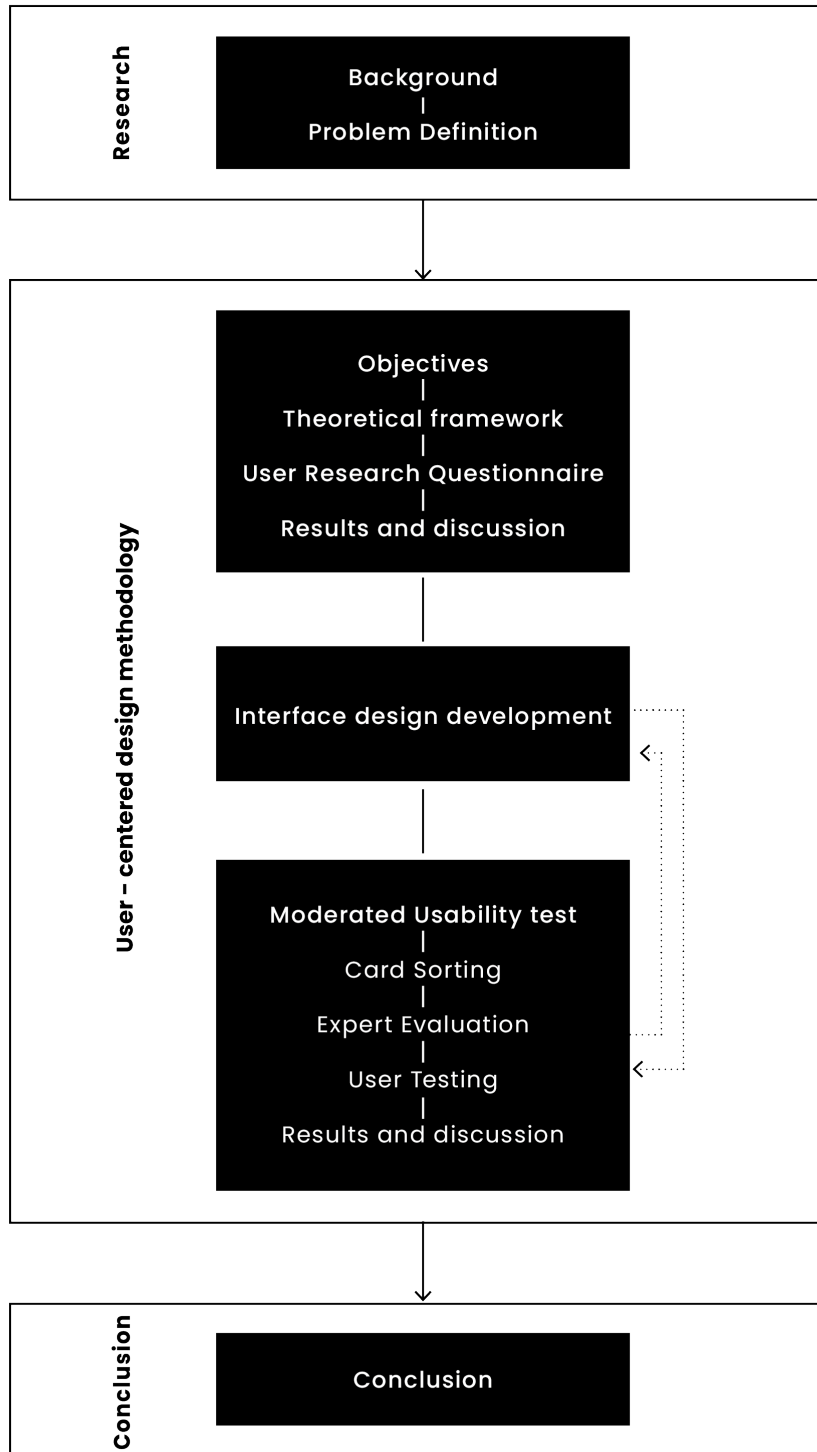 Research
Background
Problem Definition
User - centered design methodology
Objectives
Theoretical framework
User Research Questionnaire
Results and discussion
Interface design development
Moderated Usability test
Card Sorting
Expert Evaluation
User Testing
Results and discussion
Conclusion
Conclusion